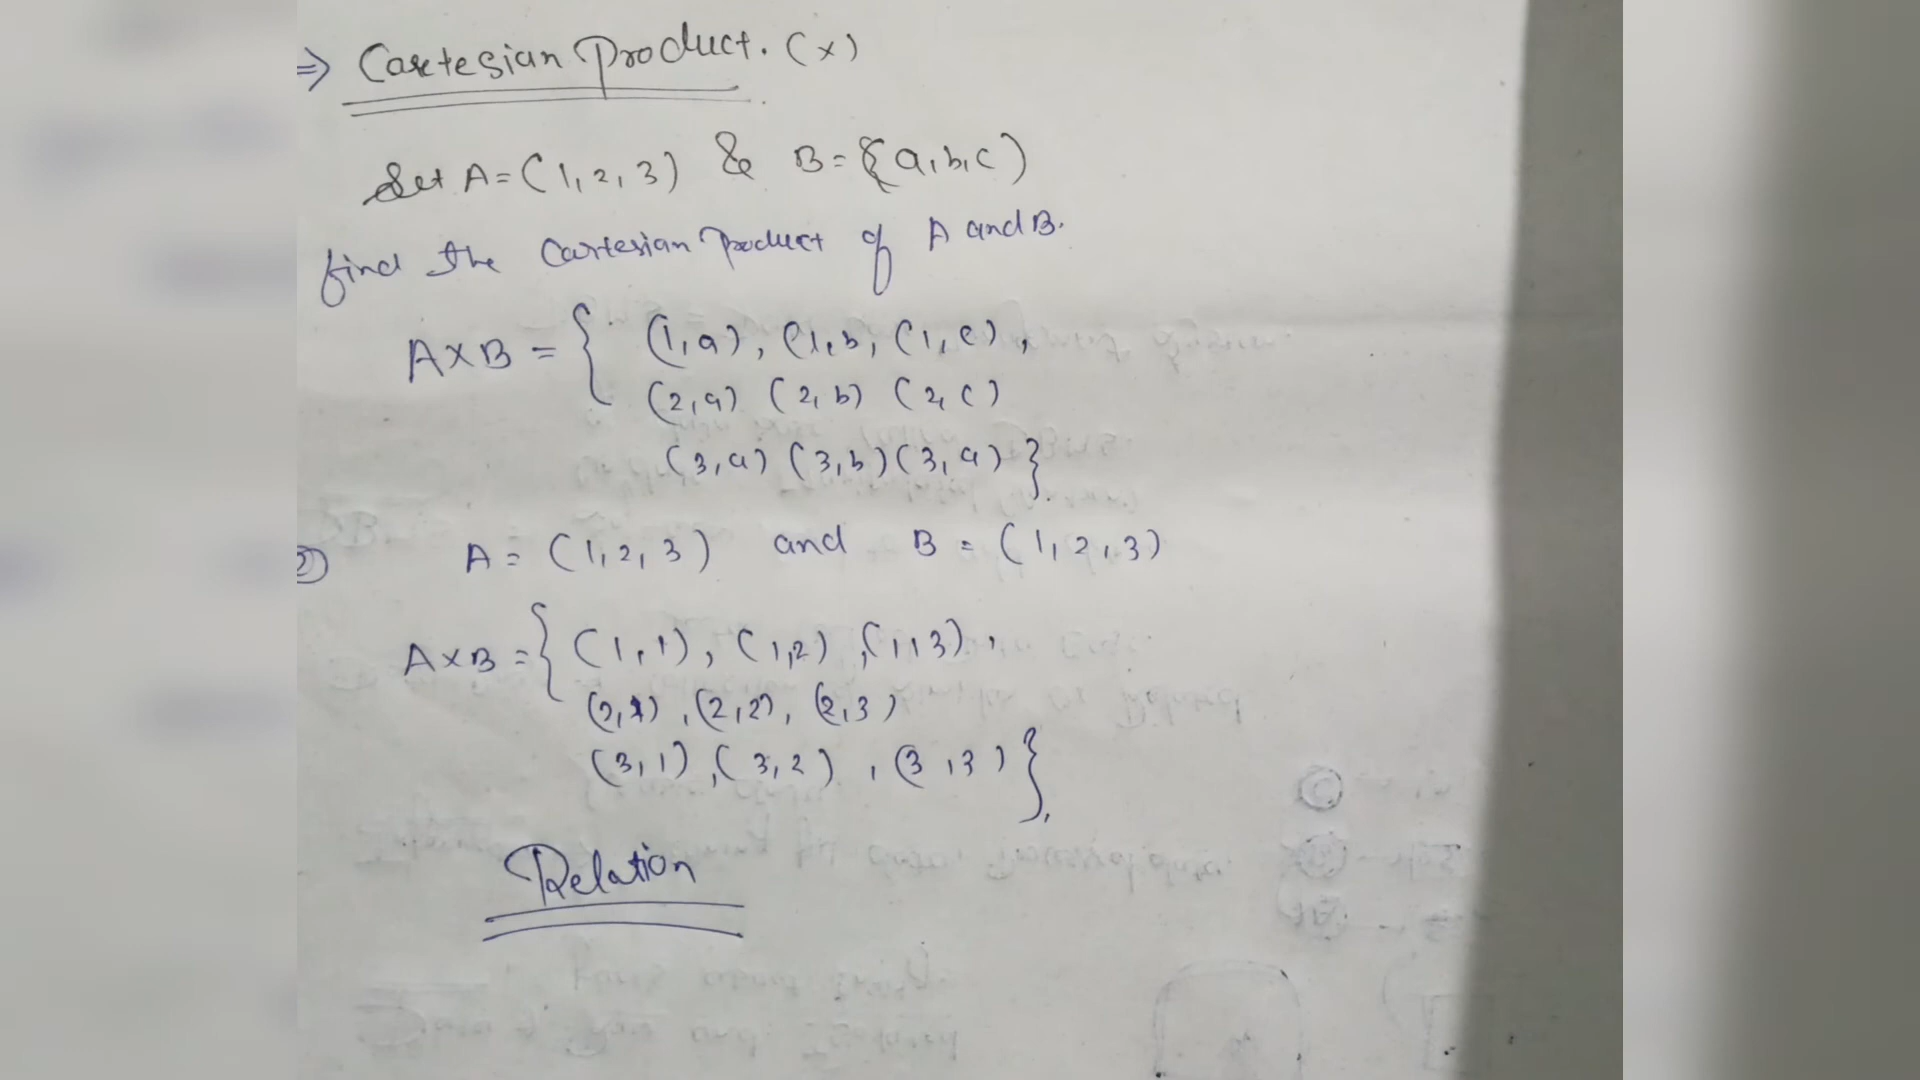 ⇒ Cartesian Product. (×)
Set A = (1, 2, 3) & B = {a, b, c)
find the Cartesian Product of A and B.
A×B = { (1, a), (1, b, (1, c),
(2, a) (2, b) (2, c)
(3, a) (3, b) (3, a) }.
2) A = (1, 2, 3) and B = (1, 2, 3)
A×B = { (1, 1), (1, 2), (1, 3),
(2, 1), (2, 2), (2, 3)
(3, 1), (3, 2), (3, 3) }.
Relation